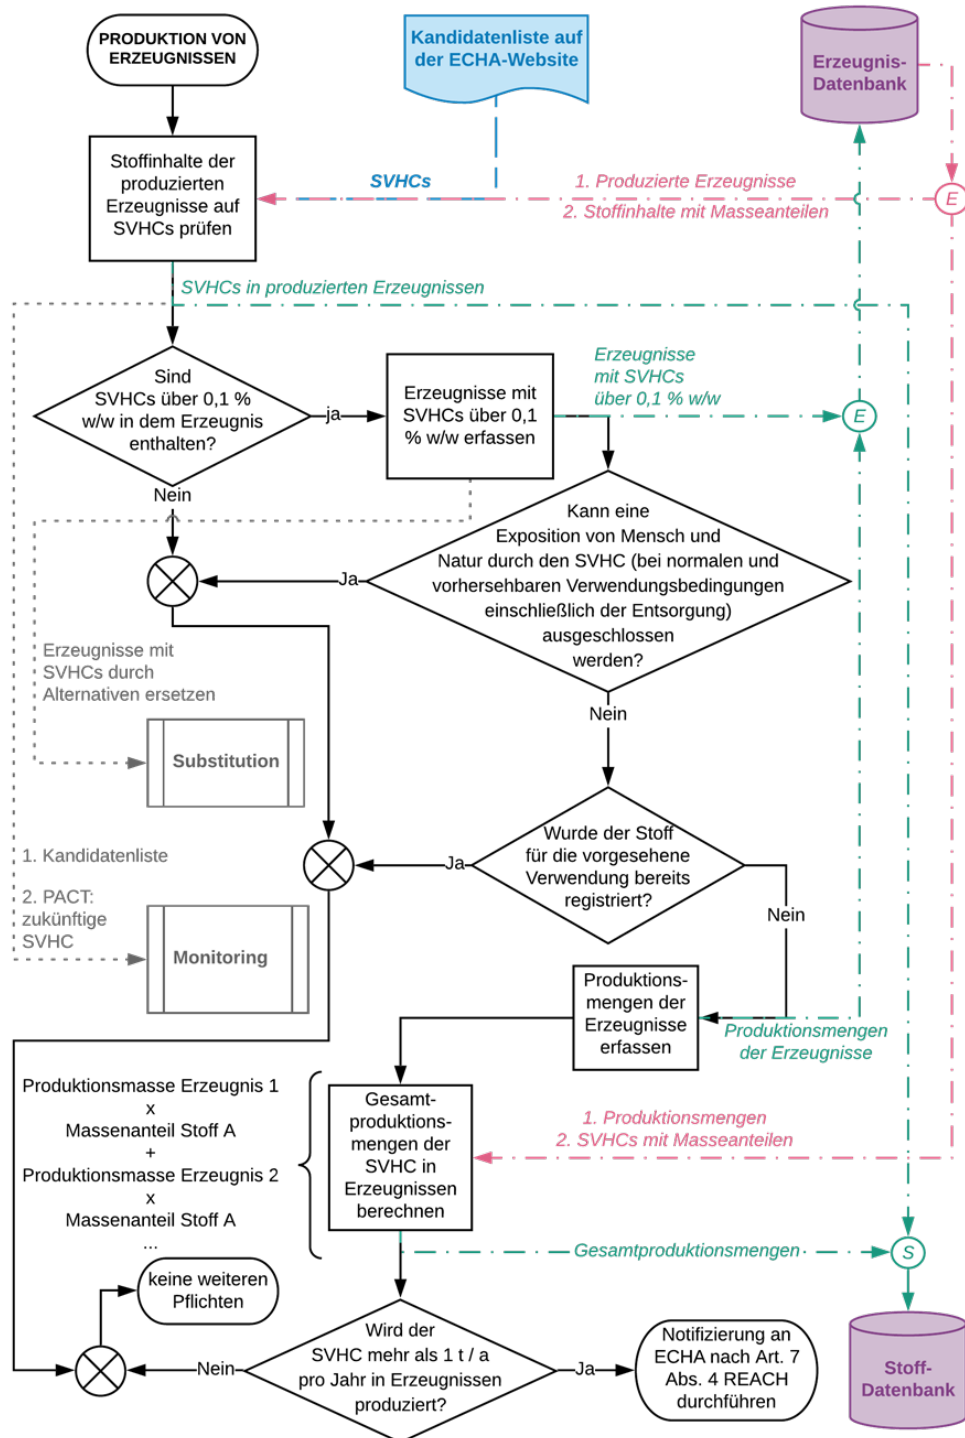 PRODUKTION VON
ERZEUGNISSEN
Kandidatenliste auf
der ECHA-Website
Erzeugnis-
Datenbank
Stoffinhalte der
produzierten
Erzeugnisse auf
SVHCs prüfen
SVHCs
1. Produzierte Erzeugnisse
2. Stoffinhalte mit Masseanteilen
E
SVHCs in produzierten Erzeugnissen
Sind
SVHCs über 0,1 %
w/w in dem Erzeugnis
enthalten?
ja
Erzeugnisse mit
SVHCs über 0,1
% w/w erfassen
Erzeugnisse
mit SVHCs
über 0,1 % w/w
E
Nein
Kann eine
Exposition von Mensch und
Natur durch den SVHC (bei normalen und
vorhersehbaren Verwendungsbedingungen
einschließlich der Entsorgung)
ausgeschlossen
werden?
Ja
Erzeugnisse mit
SVHCs durch
Alternativen ersetzen
Nein
Substitution
Wurde der Stoff
für die vorgesehene
Verwendung bereits
registriert?
Ja
Nein
1. Kandidatenliste
2. PACT:
zukünftige
SVHC
Monitoring
Produktions-
mengen der
Erzeugnisse
erfassen
Produktionsmengen
der Erzeugnisse
Produktionsmasse Erzeugnis 1
x
Massenanteil Stoff A
+
Produktionsmasse Erzeugnis 2
x
Massenanteil Stoff A
...
Gesamt-
produktions-
mengen der
SVHC in
Erzeugnissen
berechnen
1. Produktionsmengen
2. SVHCs mit Masseanteilen
Gesamtproduktionsmengen
S
keine weiteren
Pflichten
Wird der
SVHC mehr als 1 t / a
pro Jahr in Erzeugnissen
produziert?
Nein
Ja
Notifizierung an
ECHA nach Art. 7
Abs. 4 REACH
durchführen
Stoff-
Datenbank